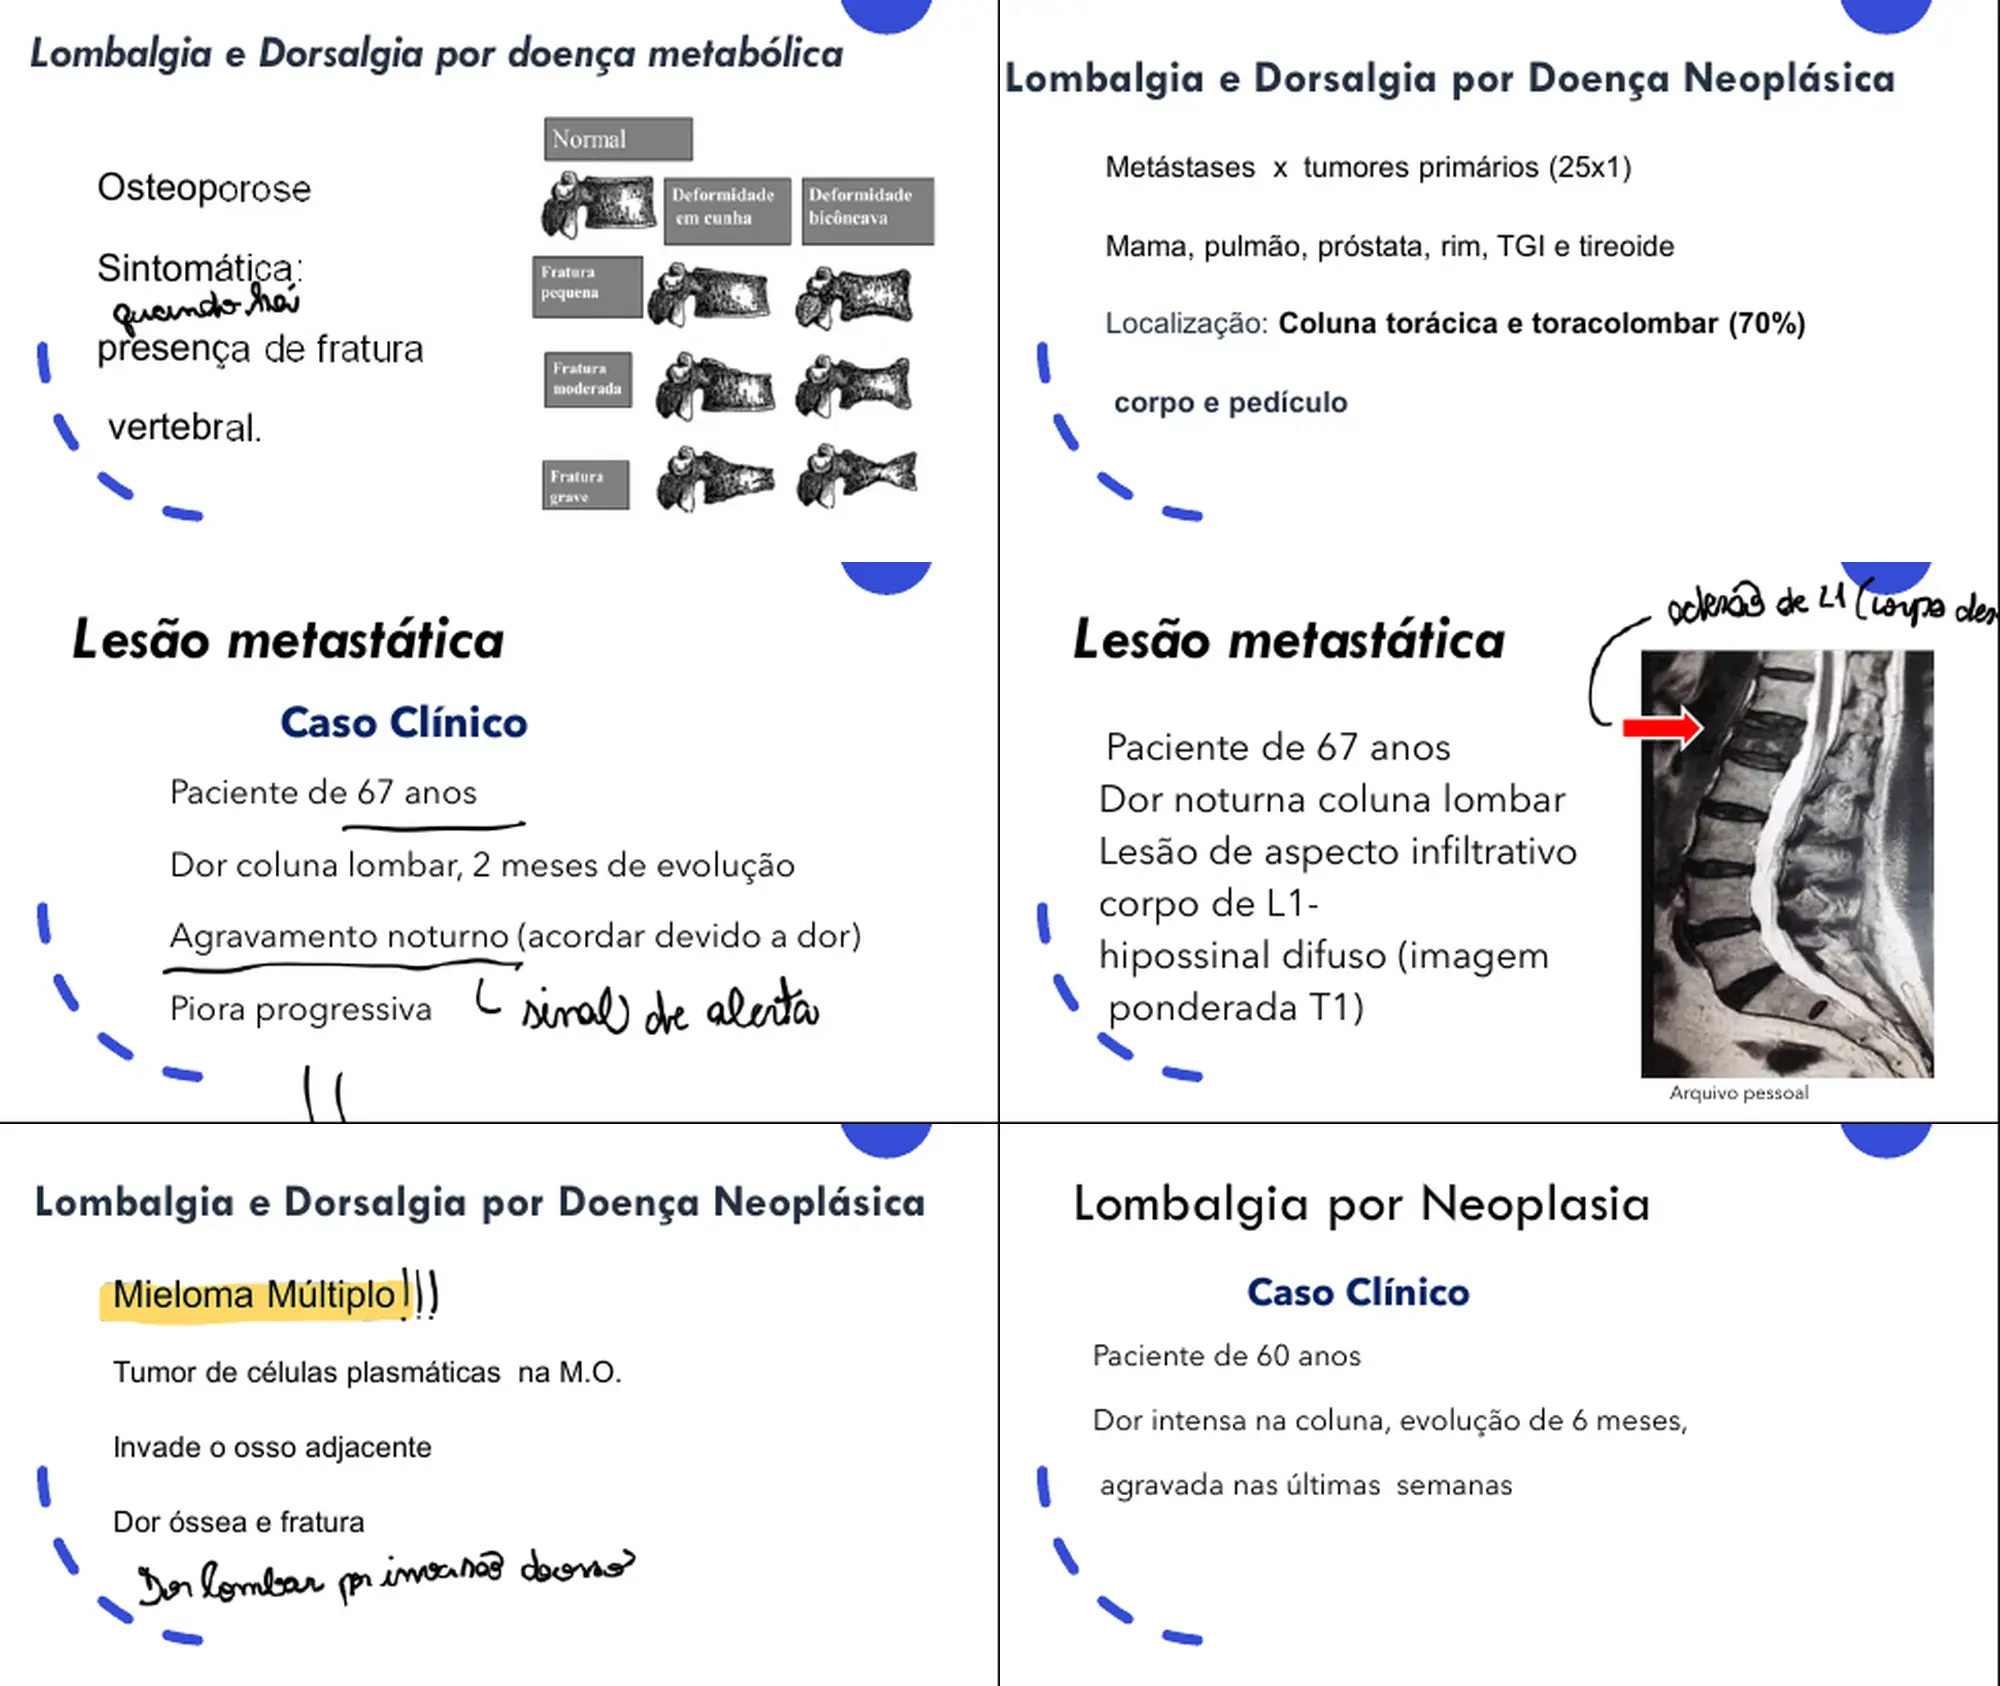 Lombalgia e Dorsalgia por doença metabólica
Osteoporose
Sintomática:
quando há
presença de fratura
vertebral.
Normal
Deformidade
em cunha
Deformidade
bicôncava
Fratura
pequena
Fratura
moderada
Fratura
grave
Lombalgia e Dorsalgia por Doença Neoplásica
Metástases x tumores primários (25x1)
Mama, pulmão, próstata, rim, TGI e tireoide
Localização: Coluna torácica e toracolombar (70%)
corpo e pedículo
Lesão metastática
Caso Clínico
Paciente de 67 anos
Dor coluna lombar, 2 meses de evolução
Agravamento noturno (acordar devido a dor)
Piora progressiva
sinal de alerta
Lesão metastática
de L1 (corpo
Paciente de 67 anos
Dor noturna coluna lombar
Lesão de aspecto infiltrativo
corpo de L1-
hipossinal difuso (imagem
ponderada T1)
Arquivo pessoal
Lombalgia e Dorsalgia por Doença Neoplásica
Mieloma Múltiplo!!!
Tumor de células plasmáticas na M.O.
Invade o osso adjacente
Dor óssea e fratura
Dor lombar por invasão do osso
Lombalgia por Neoplasia
Caso Clínico
Paciente de 60 anos
Dor intensa na coluna, evolução de 6 meses,
agravada nas últimas semanas